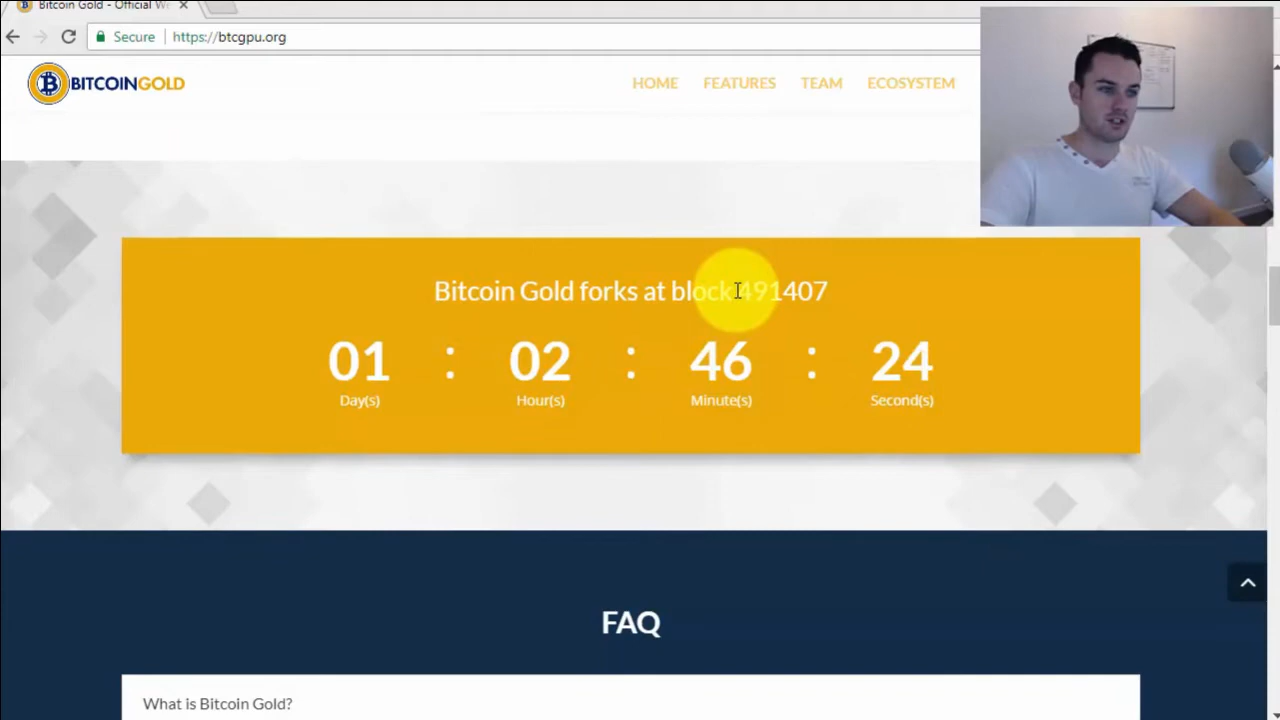 Bitcoin Gold - Official We
Secure
https://btcgpu.org
BITCOINGOLD
HOME FEATURES TEAM ECOSYSTEM
Bitcoin Gold forks at block 491407
01 : 02 : 46 : 24
Day(s) Hour(s) Minute(s) Second(s)
FAQ
What is Bitcoin Gold?